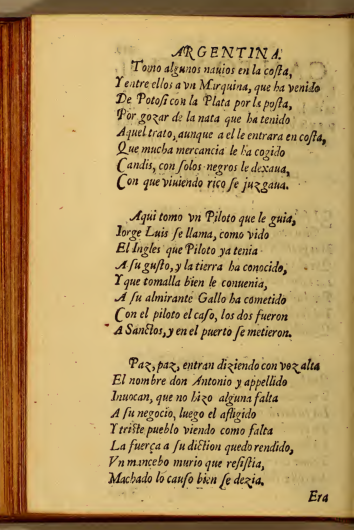 ARGENTINA.
Tomo algunos nauios en la costa,
Y entre ellos a vn Marquina, que ha venido
De Potosi con la Plata por la posta,
Por gozar de la nata que ha tenido
Aquel trato, aunque a el le entrara en costa,
Que mucha mercancia le ha cogido
Candis, con solos negros le dexaua,
Con que viuiendo rico se juzgaua.
Aqui tomo vn Piloto que le guia,
Iorge Luis se llama, como vido
El Ingles que Piloto ya tenia
A su gusto, y la tierra ha conocido,
Y que tomalla bien le conuenia,
A su almirante Gallo ha cometido
Con el piloto el caso, los dos fueron
A Sanctos, y en el puerto se metieron.
Paz, paz, entran diziendo con voz alta
El nombre don Antonio y appellido
Inuocan, que no hizo alguna falta
A su negocio, luego el afligido
Y triste pueblo viendo como falta
La fuerça a su diction quedo rendido,
Vn mancebo murio que resistia,
Machado lo causo bien se dezia.
Era